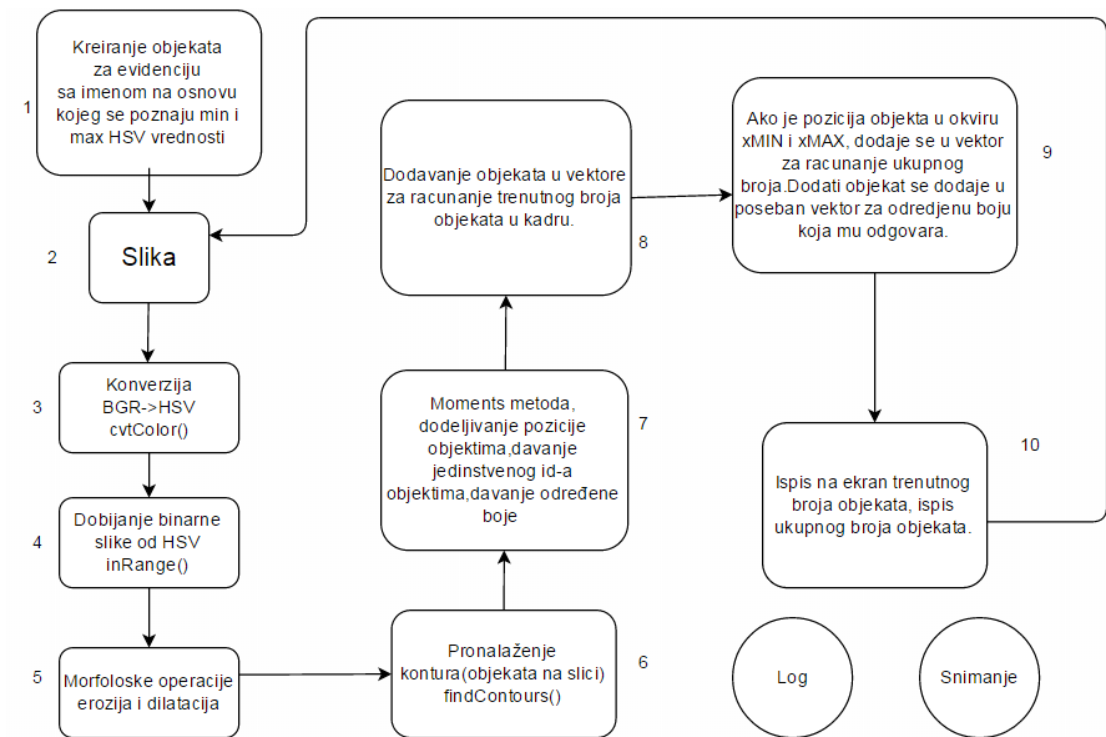 1
Kreiranje objekata
za evidenciju
sa imenom na osnovu
kojeg se poznaju min i
max HSV vrednosti
2
Slika
3
Konverzija
BGR->HSV
cvtColor()
4
Dobijanje binarne
slike od HSV
inRange()
5
Morfoloske operacije
erozija i dilatacija
Pronalaženje
kontura(objekata na slici)
findContours()
6
Moments metoda,
dodeljivanje pozicije
objektima,davanje
jedinstvenog id-a
objektima,davanje određene
boje
7
Dodavanje objekata u vektore
za racunanje trenutnog broja
objekata u kadru.
8
Ako je pozicija objekta u okviru
xMIN i xMAX, dodaje se u vektor
za racunanje ukupnog
broja.Dodati objekat se dodaje u
poseban vektor za odredjenu boju
koja mu odgovara.
9
10
Ispis na ekran trenutnog
broja objekata, ispis
ukupnog broja objekata.
Log
Snimanje